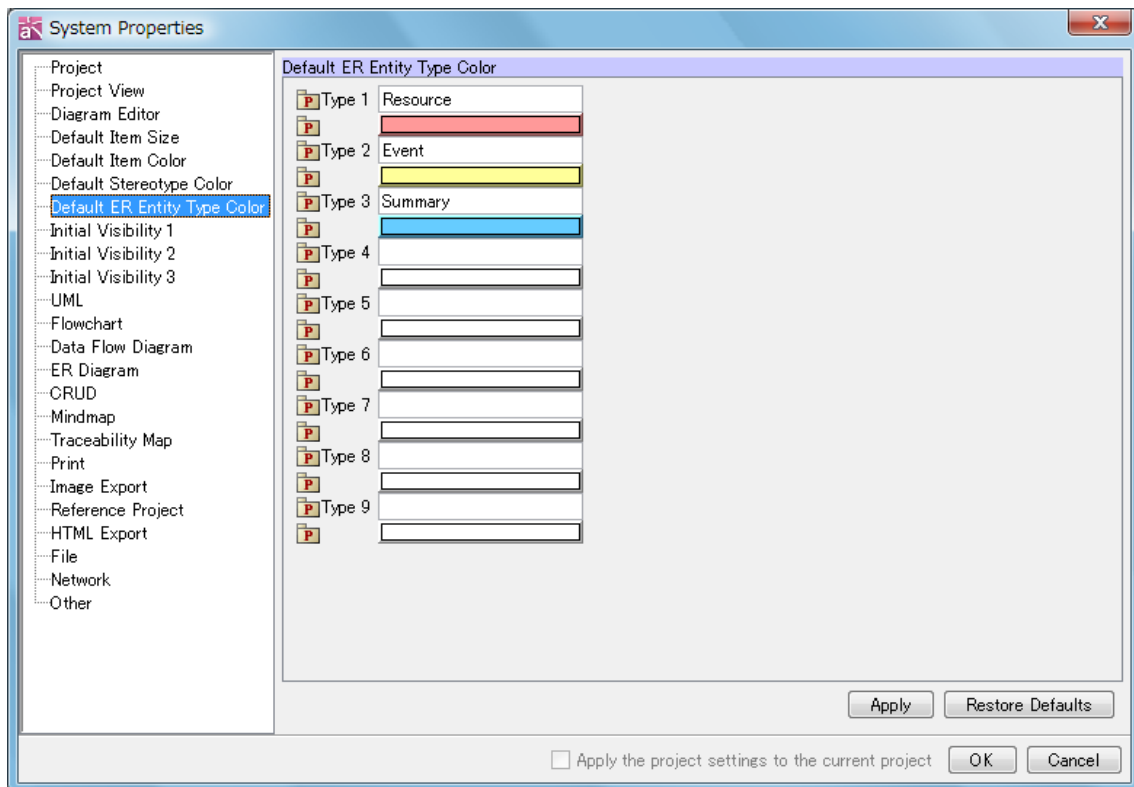 System Properties
Project
Project View
Diagram Editor
Default Item Size
Default Item Color
Default Stereotype Color
Default ER Entity Type Color
Initial Visibility 1
Initial Visibility 2
Initial Visibility 3
UML
Flowchart
Data Flow Diagram
ER Diagram
CRUD
Mindmap
Traceability Map
Print
Image Export
Reference Project
HTML Export
File
Network
Other
Default ER Entity Type Color
P Type 1 Resource
P
P Type 2 Event
P
P Type 3 Summary
P
P Type 4
P
P Type 5
P
P Type 6
P
P Type 7
P
P Type 8
P
P Type 9
P
Apply Restore Defaults
Apply the project settings to the current project OK Cancel